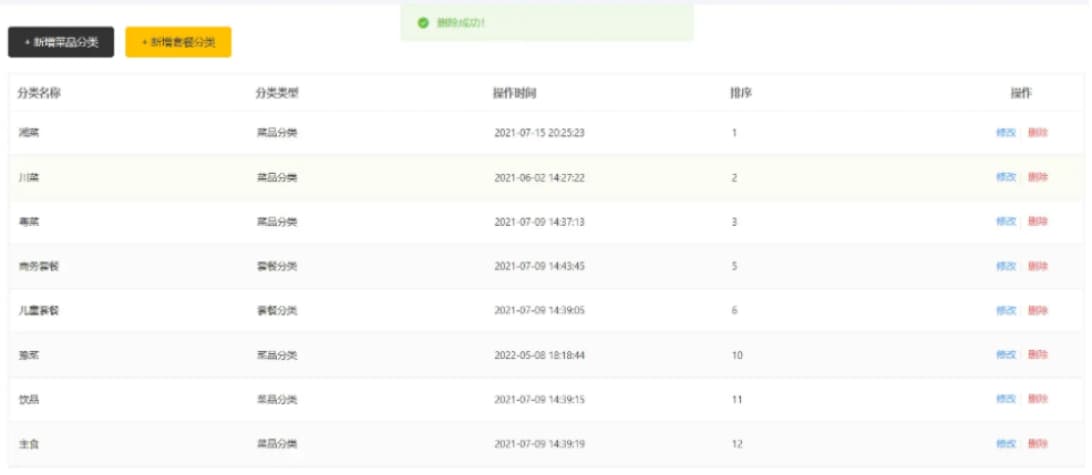 删除成功!
+ 新增菜品分类 + 新增套餐分类
分类名称 分类类型 操作时间 排序 操作
湘菜 菜品分类 2021-07-15 20:25:23 1 修改 删除
川菜 菜品分类 2021-06-02 14:27:22 2 修改 删除
粤菜 菜品分类 2021-07-09 14:37:13 3 修改 删除
商务套餐 套餐分类 2021-07-09 14:43:45 5 修改 删除
儿童套餐 套餐分类 2021-07-09 14:39:05 6 修改 删除
豫菜 菜品分类 2022-05-08 18:18:44 10 修改 删除
饮品 菜品分类 2021-07-09 14:39:15 11 修改 删除
主食 菜品分类 2021-07-09 14:39:19 12 修改 删除